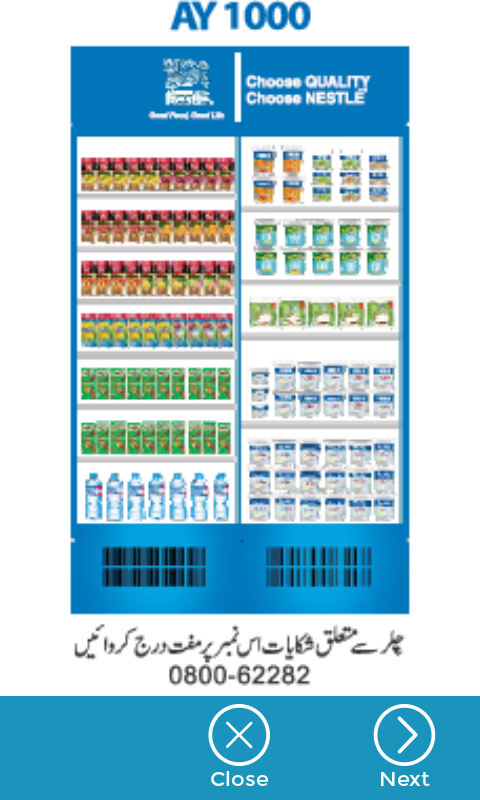 AY 1000
Nestlé
Good Food, Good Life
Choose QUALITY
Choose NESTLÉ
چلر سے متعلق شکایات اس نمبر پر مفت درج کروائیں
0800-62282
Close
Next